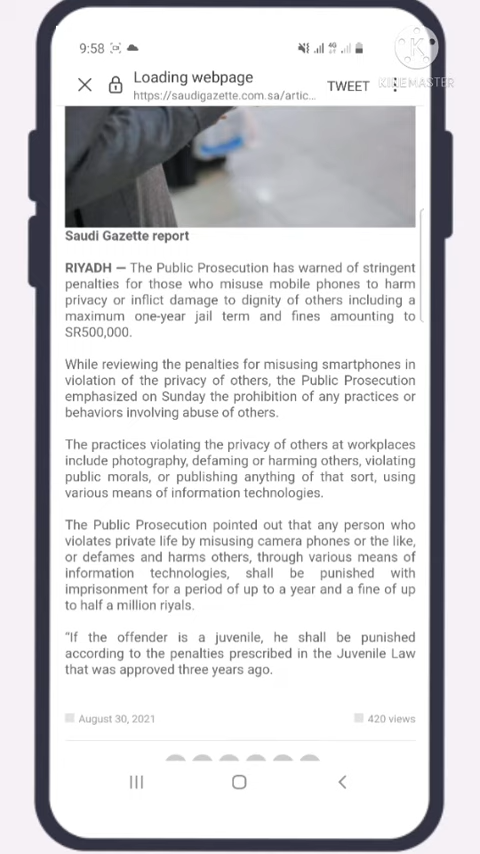 9:58
4G
KINEMASTER
Loading webpage
https://saudigazette.com.sa/artic...
TWEET
Saudi Gazette report
RIYADH — The Public Prosecution has warned of stringent
penalties for those who misuse mobile phones to harm
privacy or inflict damage to dignity of others including a
maximum one-year jail term and fines amounting to
SR500,000.
While reviewing the penalties for misusing smartphones in
violation of the privacy of others, the Public Prosecution
emphasized on Sunday the prohibition of any practices or
behaviors involving abuse of others.
The practices violating the privacy of others at workplaces
include photography, defaming or harming others, violating
public morals, or publishing anything of that sort, using
various means of information technologies.
The Public Prosecution pointed out that any person who
violates private life by misusing camera phones or the like,
or defames and harms others, through various means of
information technologies, shall be punished with
imprisonment for a period of up to a year and a fine of up
to half a million riyals.
“If the offender is a juvenile, he shall be punished
according to the penalties prescribed in the Juvenile Law
that was approved three years ago.
August 30, 2021
420 views